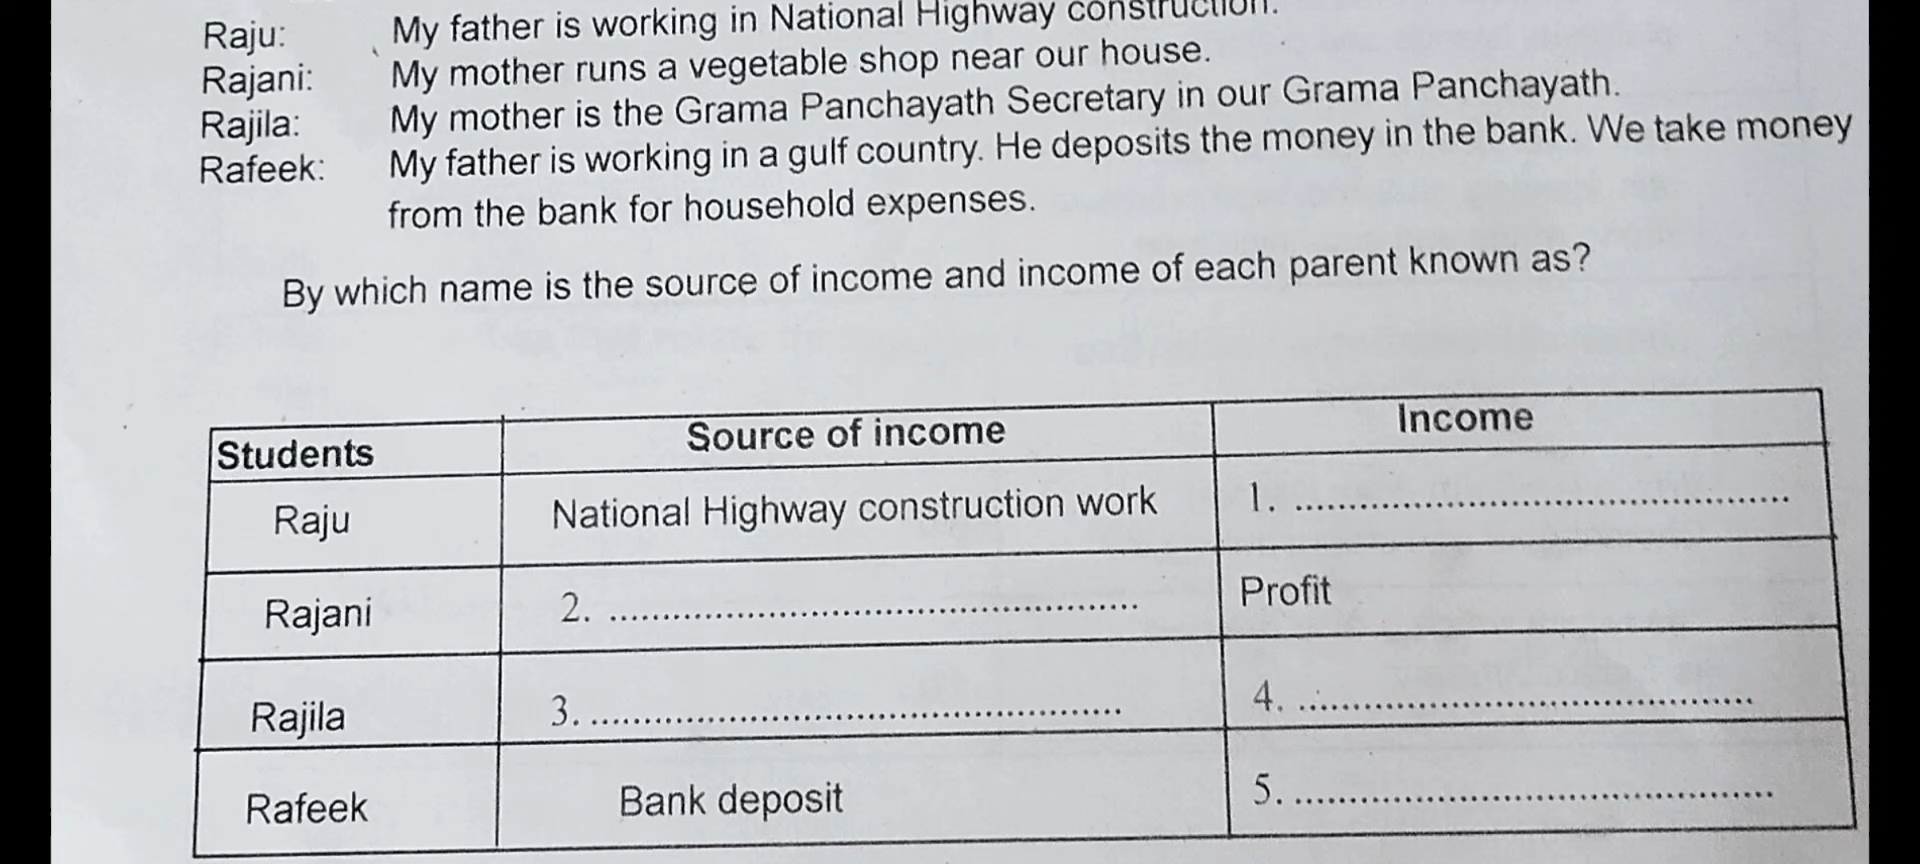 Raju: My father is working in National Highway construction.
Rajani: My mother runs a vegetable shop near our house.
Rajila: My mother is the Grama Panchayath Secretary in our Grama Panchayath.
Rafeek: My father is working in a gulf country. He deposits the money in the bank. We take money
from the bank for household expenses.
By which name is the source of income and income of each parent known as?
Students Source of income Income
Raju National Highway construction work 1. ..........................................
Rajani 2. .......................................... Profit
Rajila 3. .......................................... 4. ..........................................
Rafeek Bank deposit 5. ..........................................